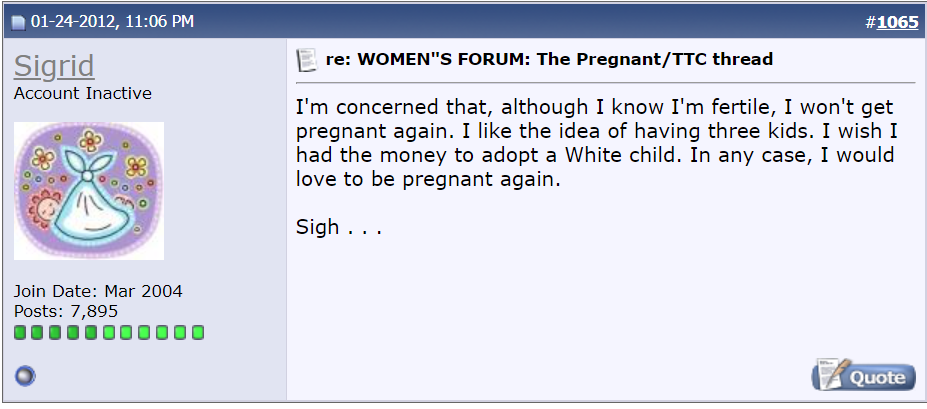 01-24-2012, 11:06 PM
#1065
Sigrid
Account Inactive
Join Date: Mar 2004
Posts: 7,895
re: WOMEN"S FORUM: The Pregnant/TTC thread
I'm concerned that, although I know I'm fertile, I won't get
pregnant again. I like the idea of having three kids. I wish I
had the money to adopt a White child. In any case, I would
love to be pregnant again.
Sigh . . .
Quote